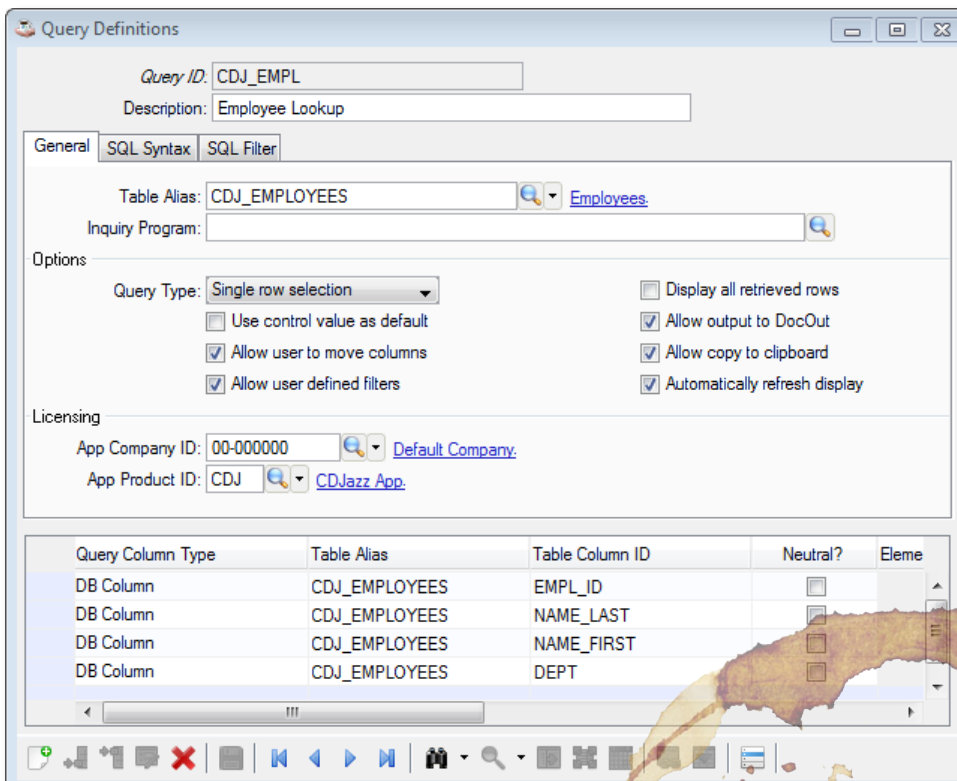 Query Definitions
Query ID: CDJ_EMPL
Description: Employee Lookup
General SQL Syntax SQL Filter
Table Alias: CDJ_EMPLOYEES Employees.
Inquiry Program:
Options
Query Type: Single row selection Display all retrieved rows
Use control value as default Allow output to DocOut
Allow user to move columns Allow copy to clipboard
Allow user defined filters Automatically refresh display
Licensing
App Company ID: 00-000000 Default Company.
App Product ID: CDJ CDJazz App.
Query Column Type Table Alias Table Column ID Neutral? Eleme
DB Column CDJ_EMPLOYEES EMPL_ID
DB Column CDJ_EMPLOYEES NAME_LAST
DB Column CDJ_EMPLOYEES NAME_FIRST
DB Column CDJ_EMPLOYEES DEPT